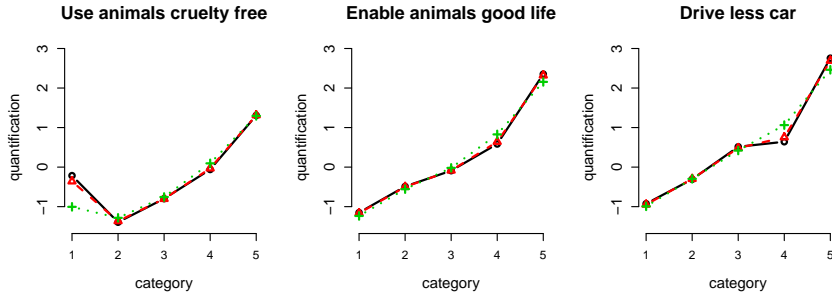 Use animals cruelty free
quantification
3
2
1
0
−1
1 2 3 4 5
category
Enable animals good life
quantification
3
2
1
0
−1
1 2 3 4 5
category
Drive less car
quantification
3
2
1
0
−1
1 2 3 4 5
category